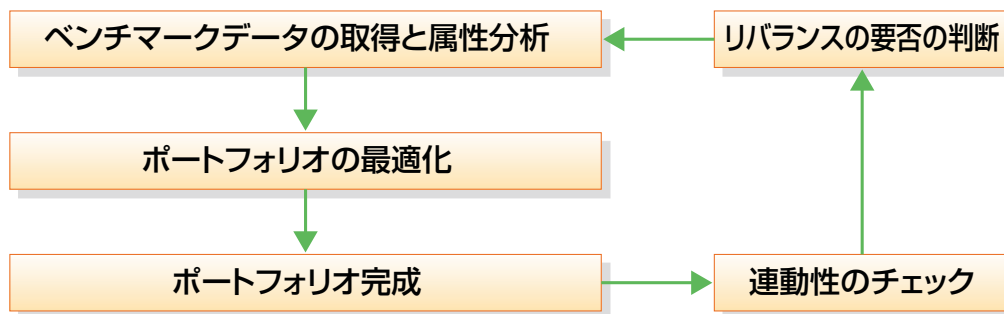 ベンチマークデータの取得と属性分析
リバランスの要否の判断
ポートフォリオの最適化
ポートフォリオ完成
連動性のチェック